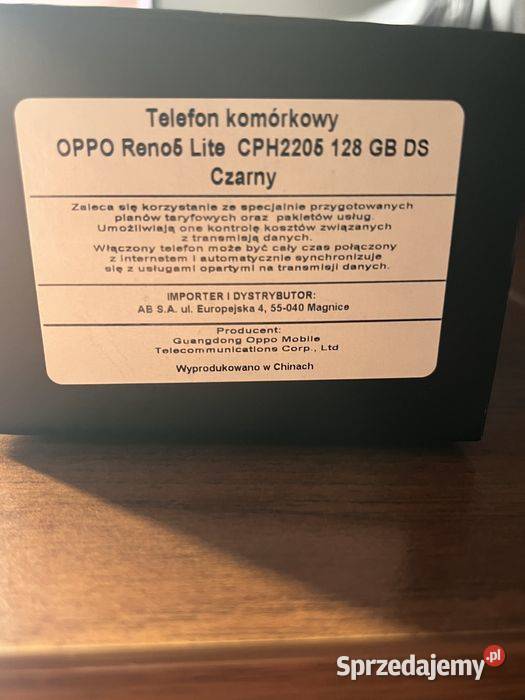 Telefon komórkowy
OPPO Reno5 Lite CPH2205 128 GB DS
Czarny
Zaleca się korzystanie ze specjalnie przygotowanych
planów taryfowych oraz pakietów usług.
Umożliwiają one kontrolę kosztów związanych
z transmisją danych.
Włączony telefon może być cały czas połączony
z internetem i automatycznie synchronizuje
się z usługami opartymi na transmisji danych.
IMPORTER I DYSTRYBUTOR:
AB S.A. ul. Europejska 4, 55-040 Magnice
Producent:
Guangdong Oppo Mobile
Telecommunications Corp., Ltd
Wyprodukowano w Chinach
Sprzedajemy.pl